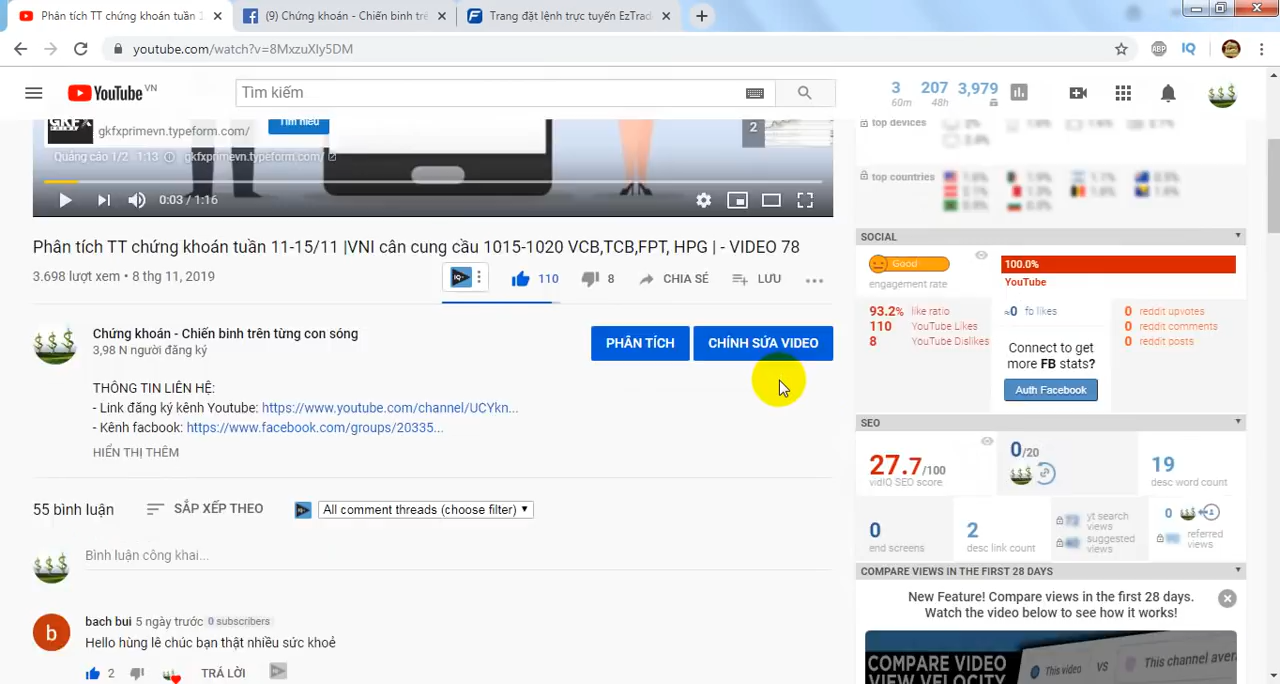 Phân tích TT chứng khoán tuần 1
(9) Chứng khoán - Chiến binh trê
Trang đặt lệnh trực tuyến EzTrad
youtube.com/watch?v=8MxzuXly5DM
ABP
IQ
YouTube VN
Tìm kiếm
3 60m
207 48h
3,979
GKFX
gkfxprimevn.typeform.com/
Tìm hiểu
2
Quảng cáo 1/2 · 1:13 gkfxprimevn.typeform.com/
0:03 / 1:16
Phân tích TT chứng khoán tuần 11-15/11 |VNI cân cung cầu 1015-1020 VCB,TCB,FPT, HPG | - VIDEO 78
3.698 lượt xem • 8 thg 11, 2019
110
8
CHIA SẺ
LƯU
Chứng khoán - Chiến binh trên từng con sóng
3,98 N người đăng ký
PHÂN TÍCH
CHỈNH SỬA VIDEO
THÔNG TIN LIÊN HỆ:
- Link đăng ký kênh Youtube: https://www.youtube.com/channel/UCYkn...
- Kênh facbbok: https://www.facebook.com/groups/20335...
HIỂN THỊ THÊM
55 bình luận
SẮP XẾP THEO
All comment threads (choose filter)
Bình luận công khai...
b
bach bui 5 ngày trước 0 subscribers
Hello hùng lê chúc bạn thật nhiều sức khoẻ
2
TRẢ LỜI
top devices
top countries
SOCIAL
Good
engagement rate
100.0%
YouTube
93.2% like ratio
110 YouTube Likes
8 YouTube Dislikes
≈0 fb likes
Connect to get
more FB stats?
Auth Facebook
0 reddit upvotes
0 reddit comments
0 reddit posts
SEO
27.7/100
vidIQ SEO score
0/20
19
desc word count
0
end screens
2
desc link count
yt search
views
suggested
views
0
referred
views
COMPARE VIEWS IN THE FIRST 28 DAYS
New Feature! Compare views in the first 28 days.
Watch the video below to see how it works!
COMPARE VIDEO
VIEW VELOCITY
This video
VS
This channel aver